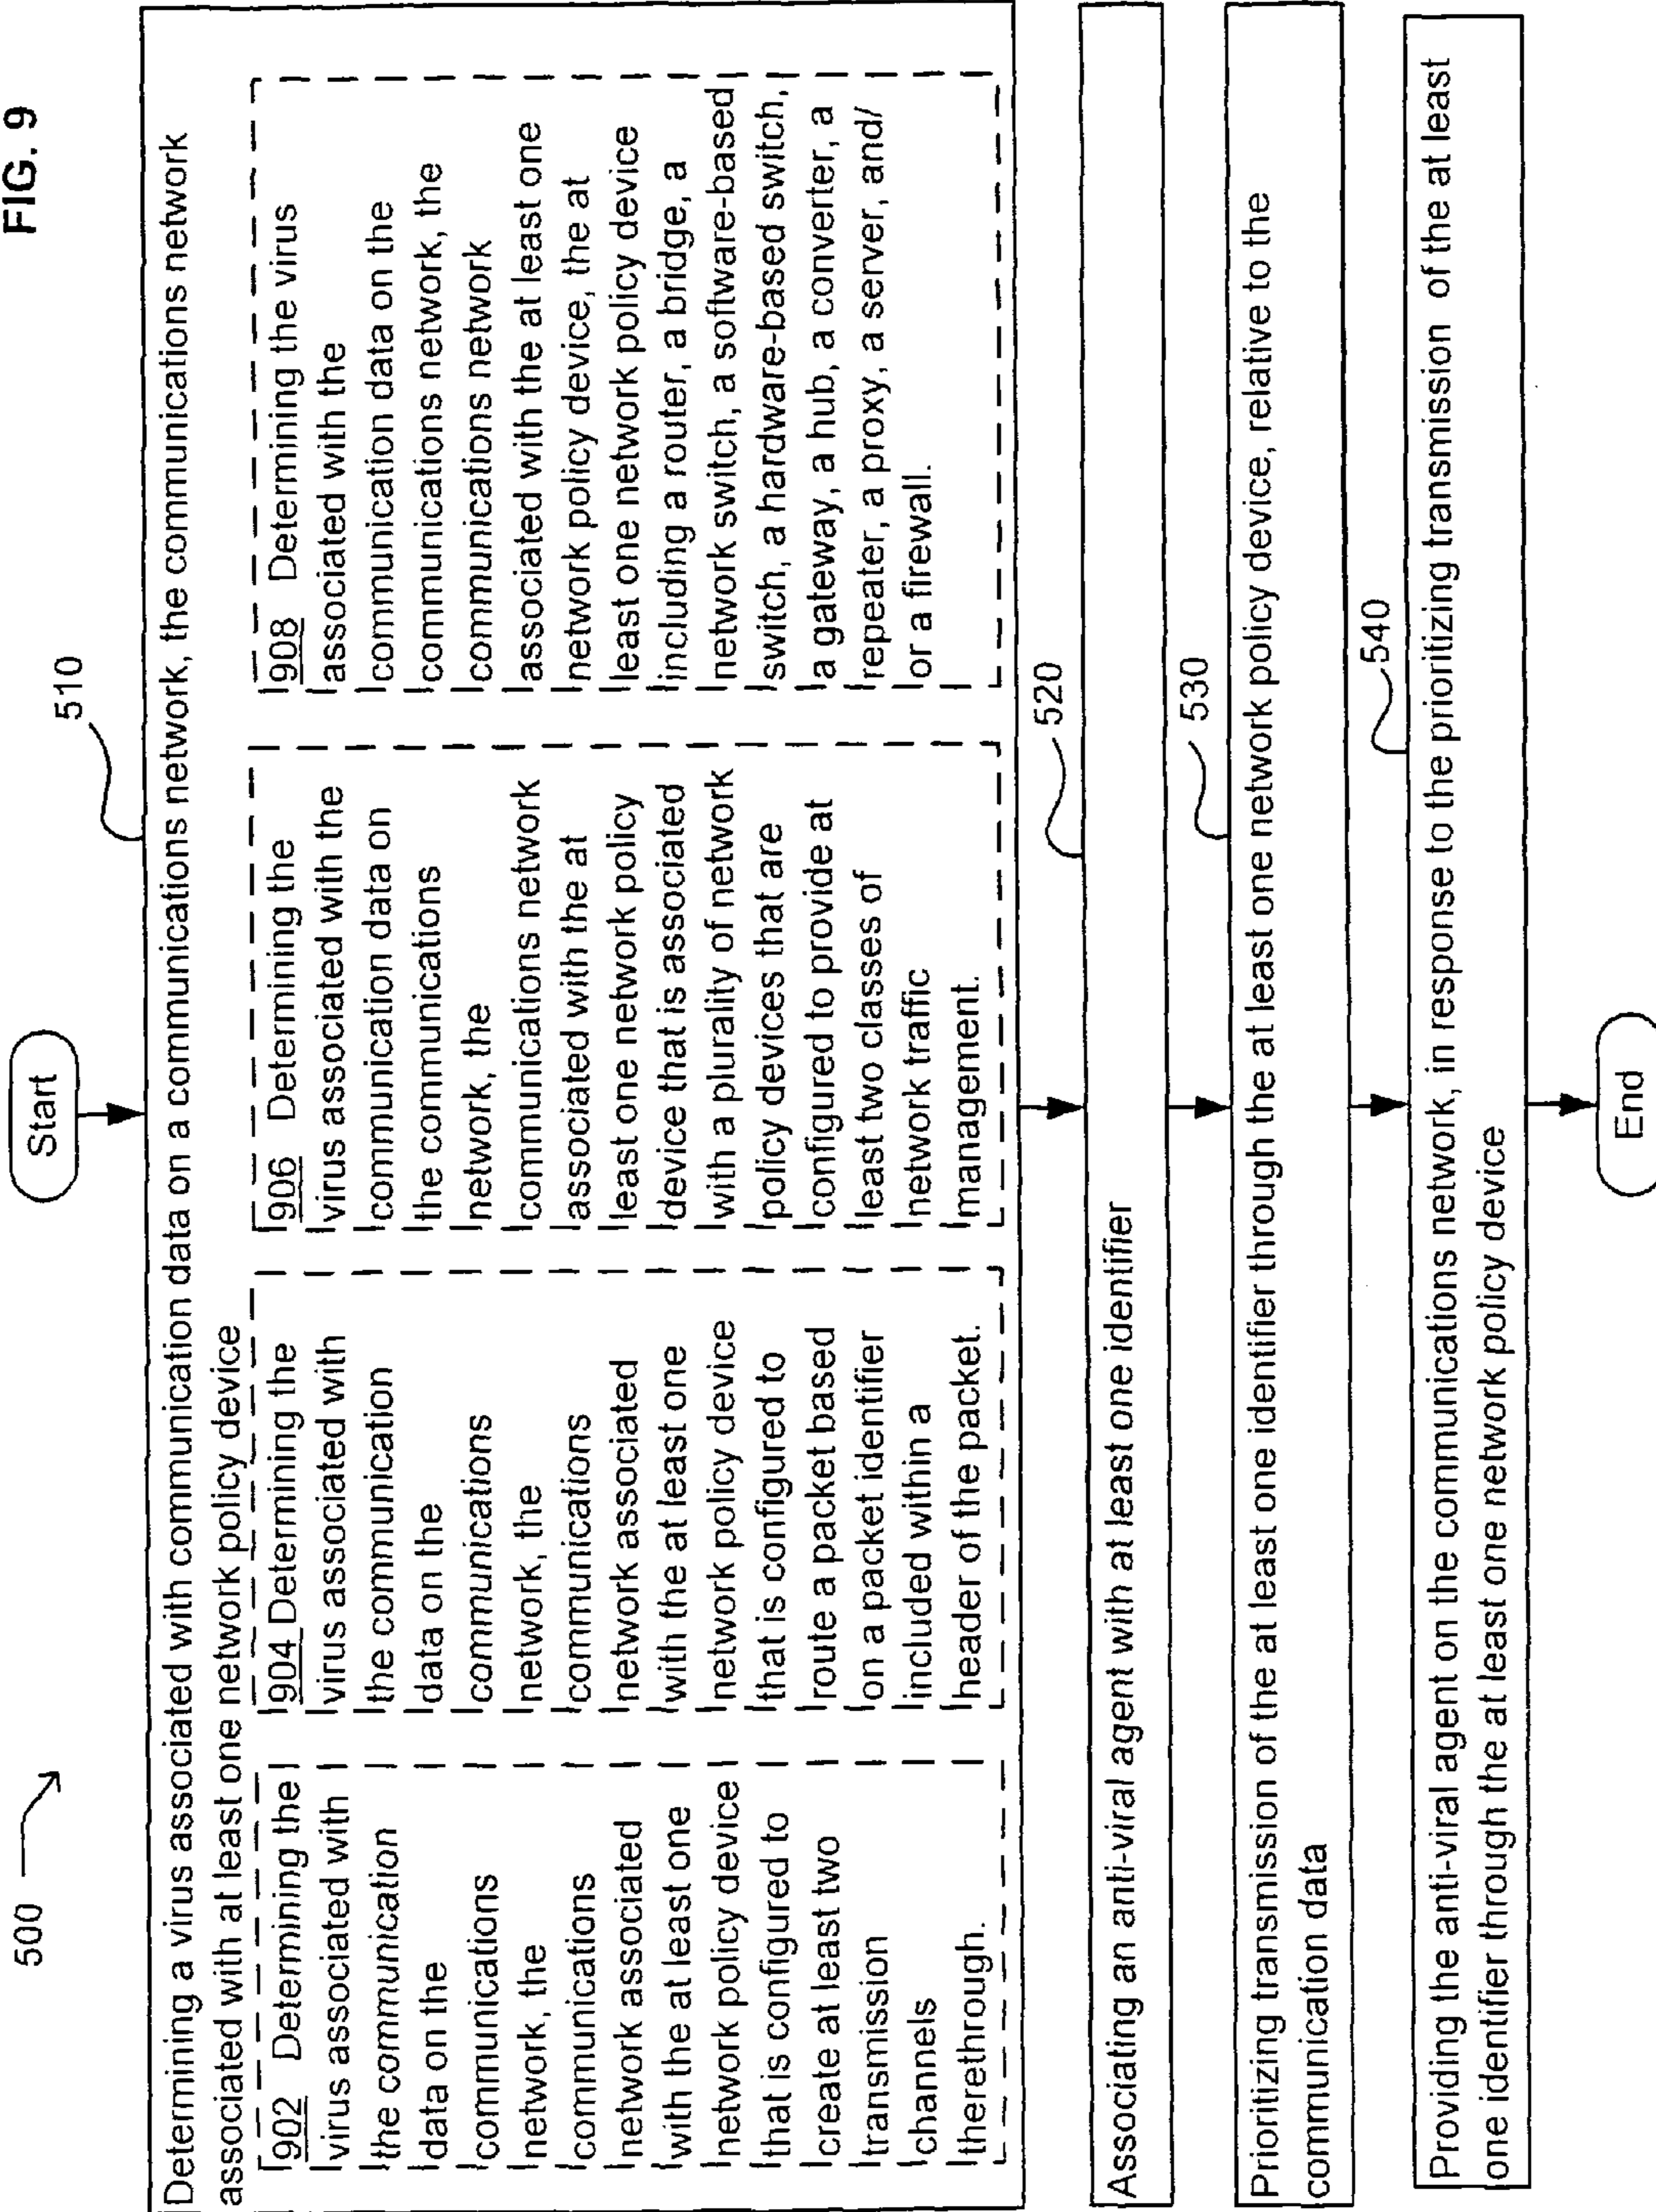 FIG. 9
500
Start
510
Determining a virus associated with communication data on a communications network, the communications network
associated with at least one network policy device
902 Determining the
virus associated with
the communication
data on the
communications
network, the
communications
network associated
with the at least one
network policy device
that is configured to
create at least two
transmission
channels
therethrough.
904 Determining the
virus associated with
the communication
data on the
communications
network, the
communications
network associated
with the at least one
network policy device
that is configured to
route a packet based
on a packet identifier
included within a
header of the packet.
906 Determining the
virus associated with the
communication data on
the communications
network, the
communications network
associated with the at
least one network policy
device that is associated
with a plurality of network
policy devices that are
configured to provide at
least two classes of
network traffic
management.
908 Determining the virus
associated with the
communication data on the
communications network, the
communications network
associated with the at least one
network policy device, the at
least one network policy device
including a router, a bridge, a
network switch, a software-based
switch, a hardware-based switch,
a gateway, a hub, a converter, a
repeater, a proxy, a server, and/
or a firewall.
520
Associating an anti-viral agent with at least one identifier
530
Prioritizing transmission of the at least one identifier through the at least one network policy device, relative to the
communication data
540
Providing the anti-viral agent on the communications network, in response to the prioritizing transmission of the at least
one identifier through the at least one network policy device
End